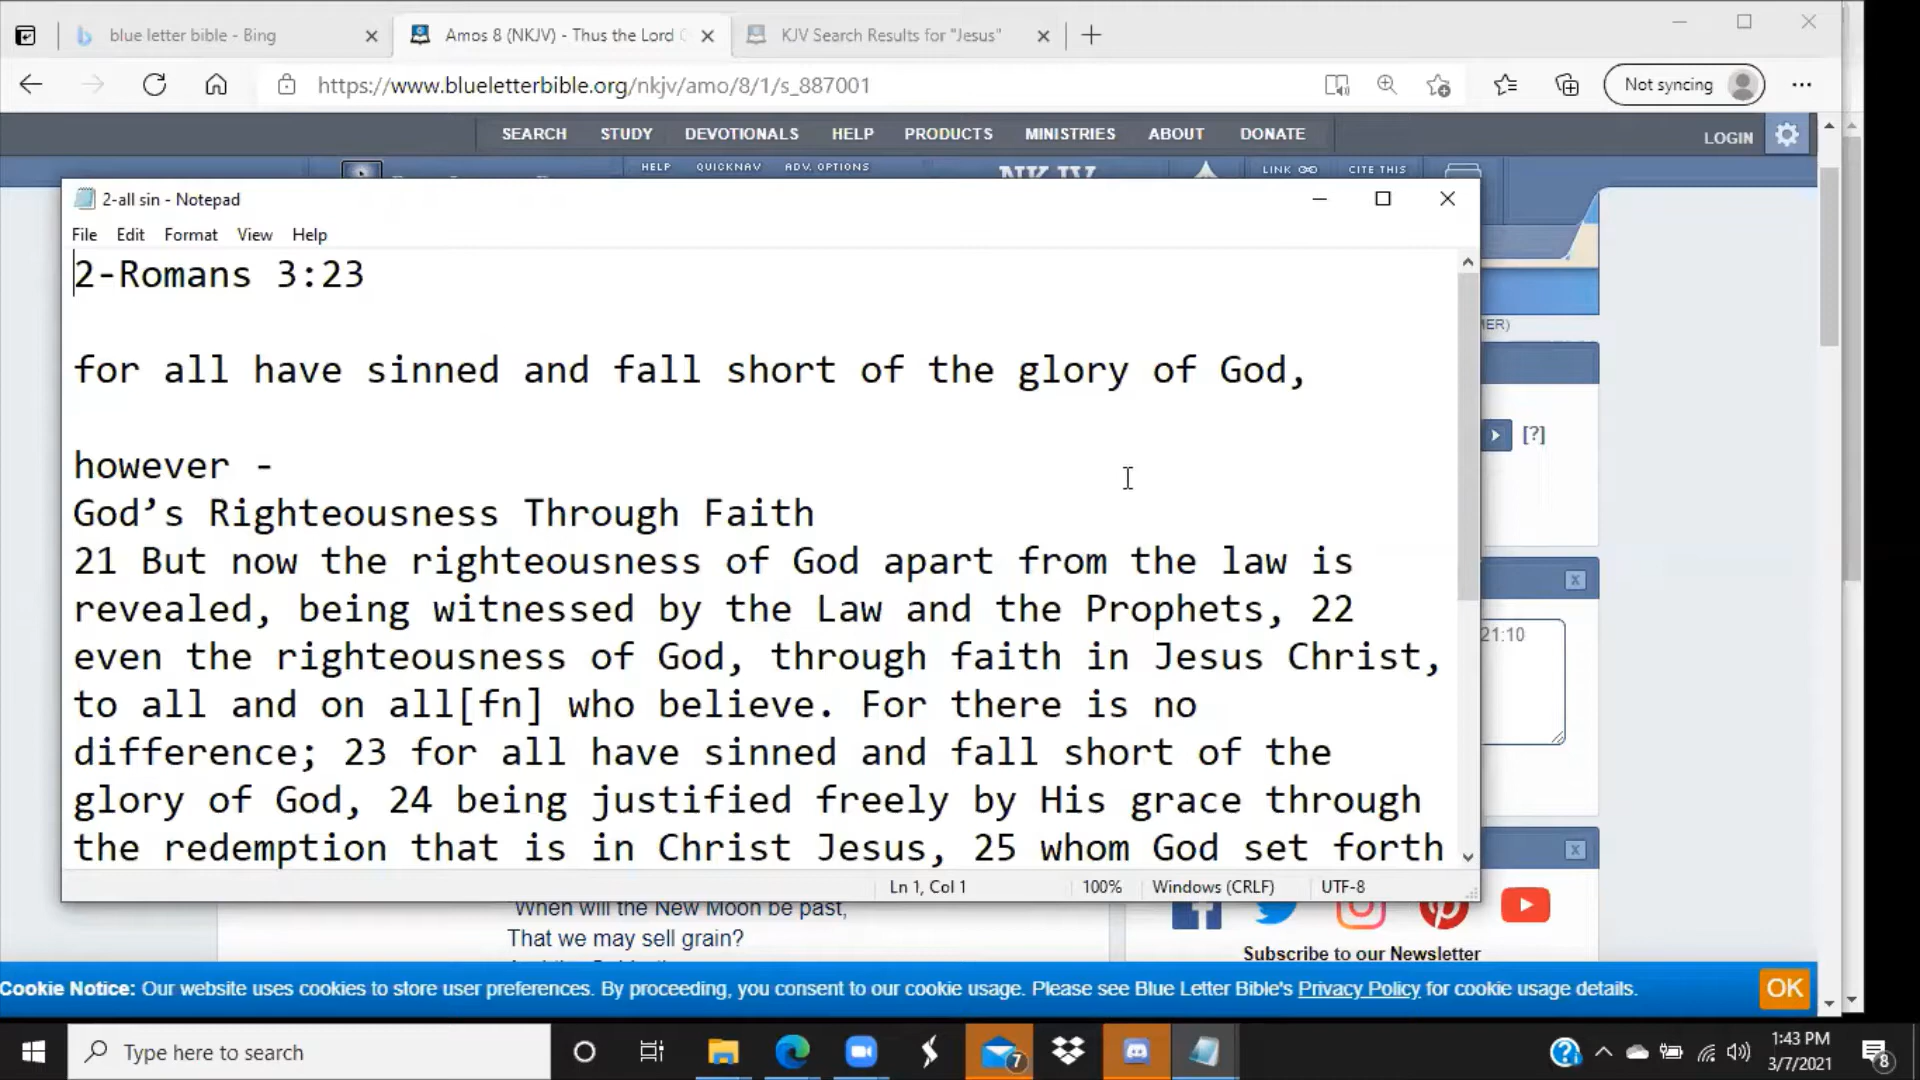 blue letter bible - Bing
Amos 8 (NKJV) - Thus the Lord
KJV Search Results for "Jesus"
https://www.blueletterbible.org/nkjv/amo/8/1/s_887001
Not syncing
SEARCH STUDY DEVOTIONALS HELP PRODUCTS MINISTRIES ABOUT DONATE
LOGIN
HELP QUICKNAV ADV. OPTIONS
NKJV
LINK CITE THIS
2-all sin - Notepad
File Edit Format View Help
2-Romans 3:23
for all have sinned and fall short of the glory of God,
however -
God’s Righteousness Through Faith
21 But now the righteousness of God apart from the law is
revealed, being witnessed by the Law and the Prophets, 22
even the righteousness of God, through faith in Jesus Christ,
to all and on all[fn] who believe. For there is no
difference; 23 for all have sinned and fall short of the
glory of God, 24 being justified freely by His grace through
the redemption that is in Christ Jesus, 25 whom God set forth
[?]
21:10
Ln 1, Col 1 100% Windows (CRLF) UTF-8
"When will the New Moon be past,
That we may sell grain?
Subscribe to our Newsletter
Cookie Notice: Our website uses cookies to store user preferences. By proceeding, you consent to our cookie usage. Please see Blue Letter Bible's Privacy Policy for cookie usage details.
OK
Type here to search
7
1:43 PM
3/7/2021
8